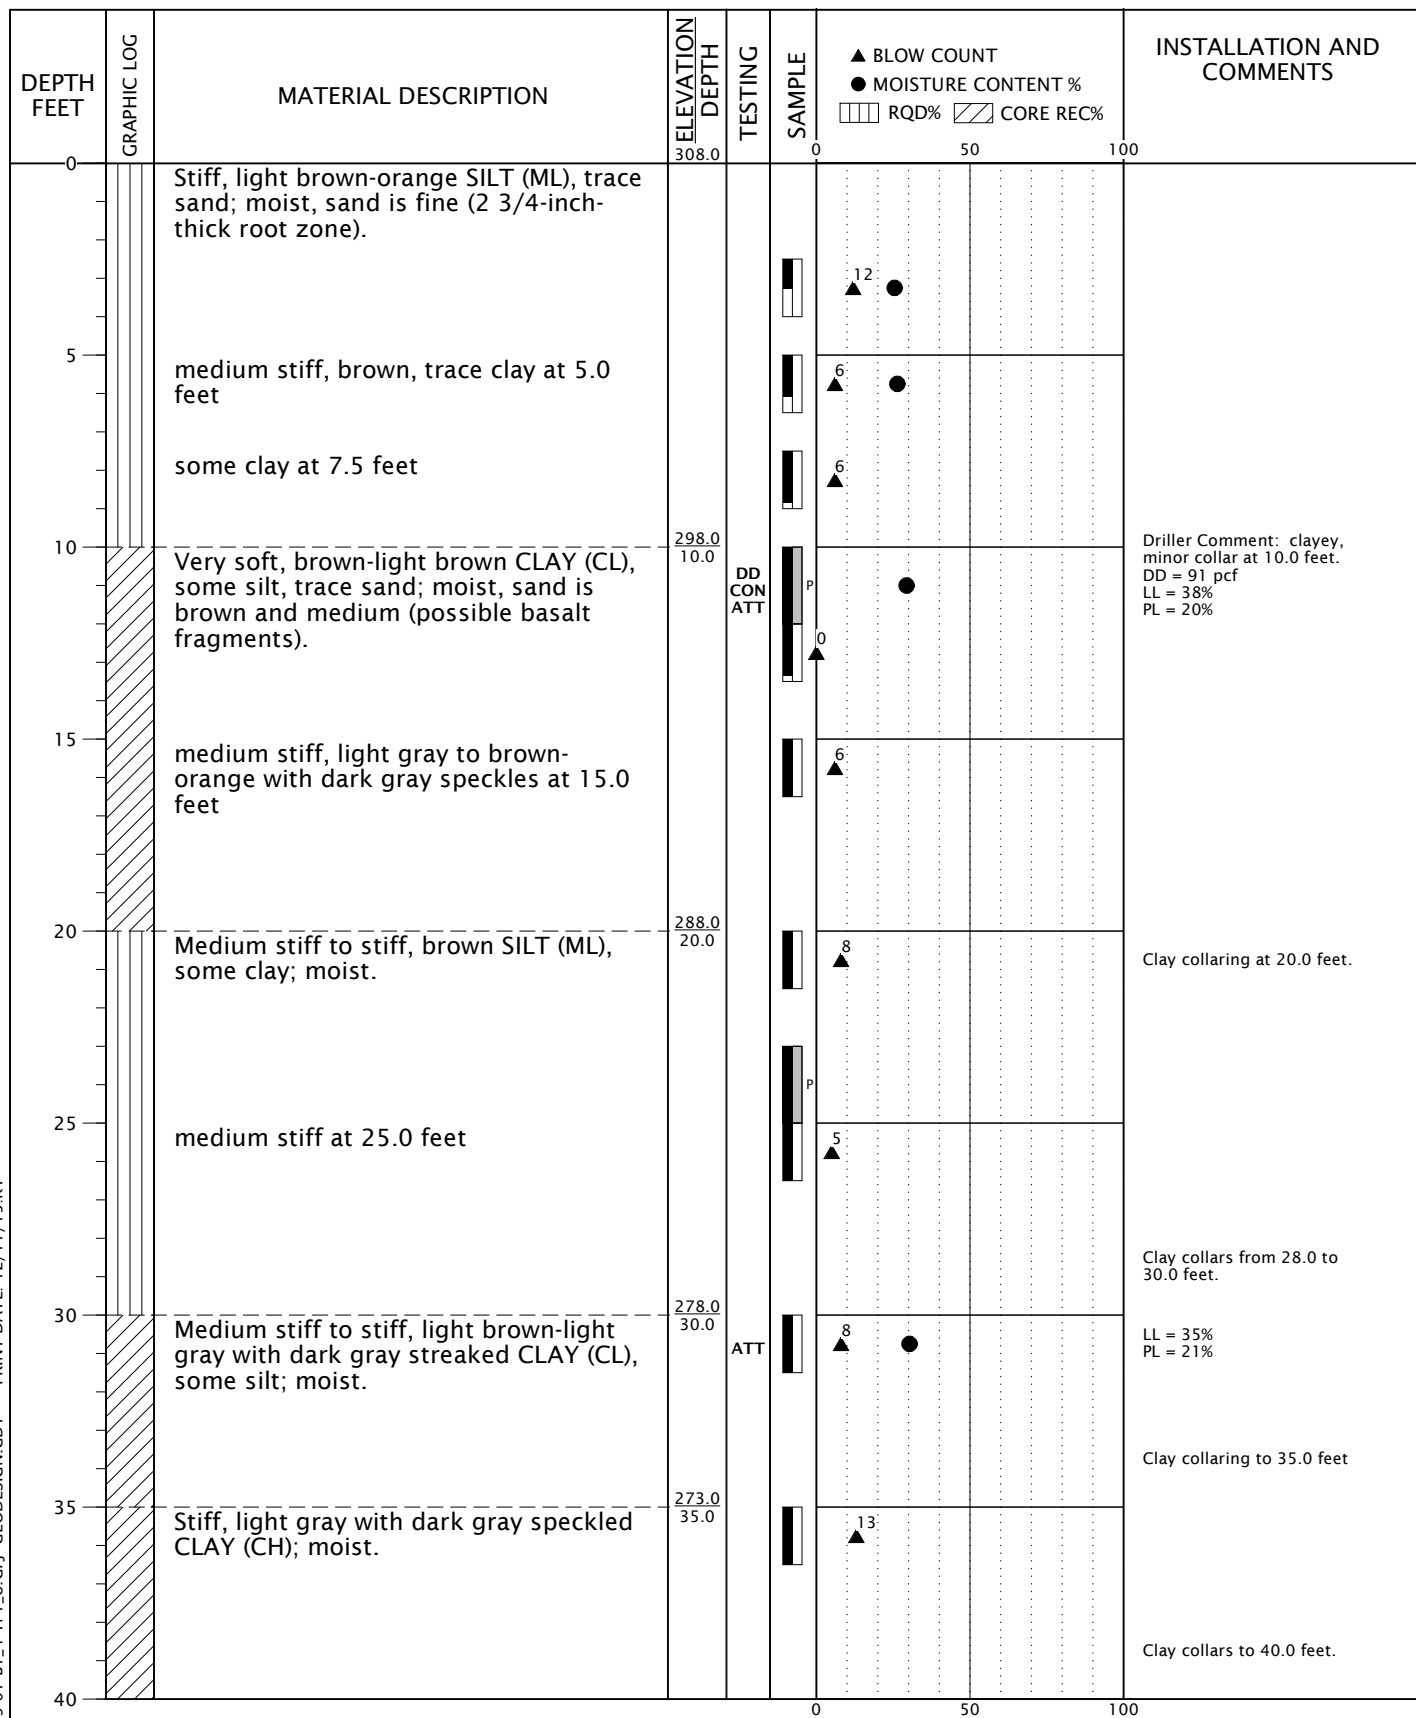 DEPTH
FEET
GRAPHIC LOG
MATERIAL DESCRIPTION
ELEVATION
DEPTH
TESTING
SAMPLE
▲ BLOW COUNT
● MOISTURE CONTENT %
RQD% CORE REC%
INSTALLATION AND
COMMENTS
308.0
0 50 100
0
Stiff, light brown-orange SILT (ML), trace
sand; moist, sand is fine (2 3/4-inch-
thick root zone).
12
5
medium stiff, brown, trace clay at 5.0
feet
6
some clay at 7.5 feet
6
10
298.0
10.0
Very soft, brown-light brown CLAY (CL),
some silt, trace sand; moist, sand is
brown and medium (possible basalt
fragments).
DD
CON
ATT
P
0
Driller Comment: clayey,
minor collar at 10.0 feet.
DD = 91 pcf
LL = 38%
PL = 20%
15
medium stiff, light gray to brown-
orange with dark gray speckles at 15.0
feet
6
20
288.0
20.0
Medium stiff to stiff, brown SILT (ML),
some clay; moist.
8
Clay collaring at 20.0 feet.
P
25
medium stiff at 25.0 feet
5
Clay collars from 28.0 to
30.0 feet.
30
278.0
30.0
Medium stiff to stiff, light brown-light
gray with dark gray streaked CLAY (CL),
some silt; moist.
ATT
8
LL = 35%
PL = 21%
Clay collaring to 35.0 feet
35
273.0
35.0
Stiff, light gray with dark gray speckled
CLAY (CH); moist.
13
Clay collars to 40.0 feet.
40
0 50 100